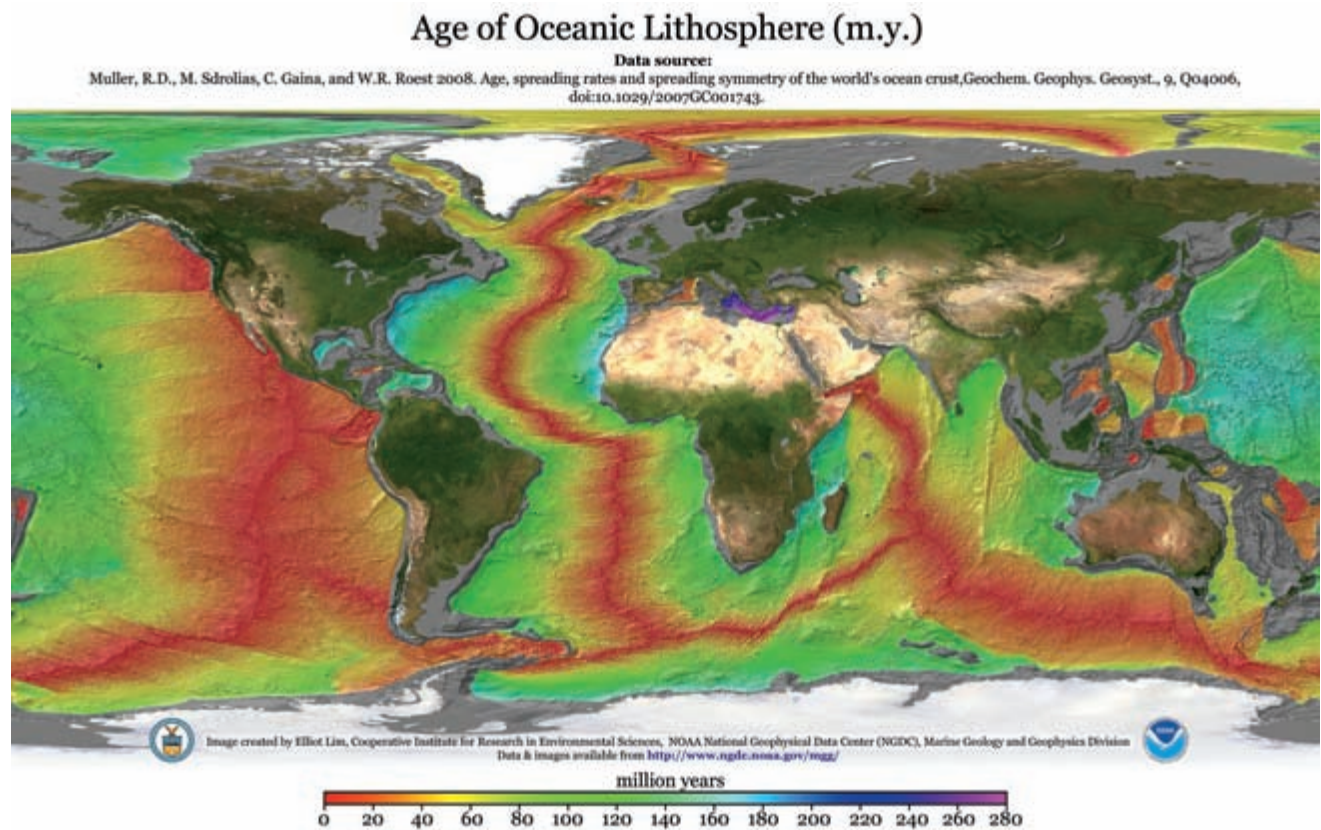 Age of Oceanic Lithosphere (m.y.)
Data source:
Muller, R.D., M. Sdrolias, C. Gaina, and W.R. Roest 2008. Age, spreading rates and spreading symmetry of the world's ocean crust,Geochem. Geophys. Geosyst., 9, Q04006,
doi:10.1029/2007GC001743.
Image created by Elliot Lim, Cooperative Institute for Research in Environmental Sciences, NOAA National Geophysical Data Center (NGDC), Marine Geology and Geophysics Division
Data & images available from http://www.ngdc.noaa.gov/mgg/
million years
0 20 40 60 80 100 120 140 160 180 200 220 240 260 280